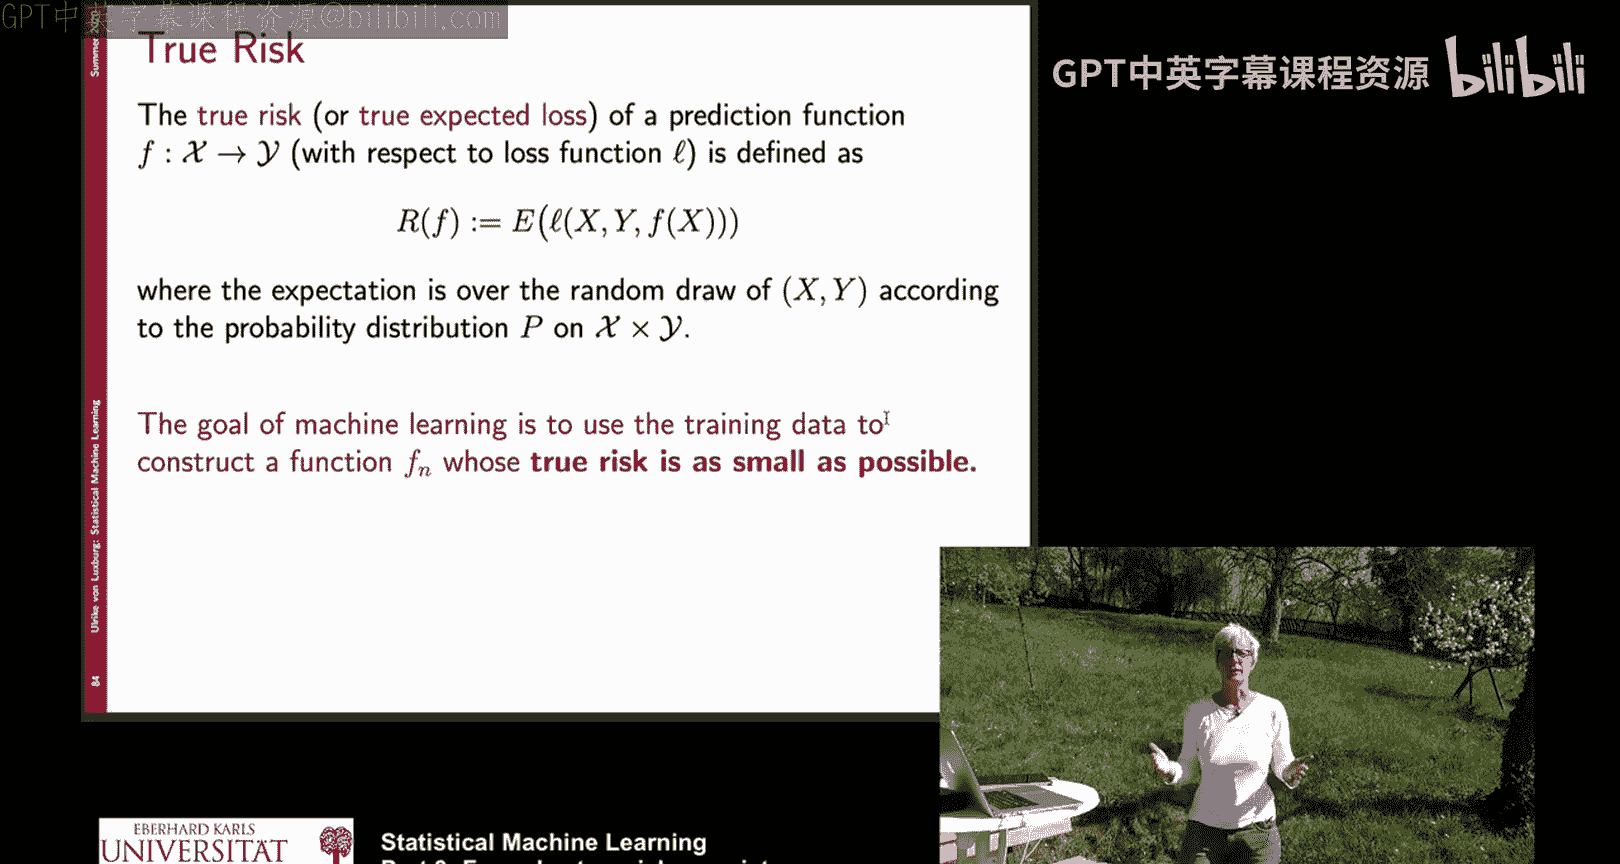 GPT中英字幕课程资源@bilibili.com
GPT中英字幕课程资源 bilibili
True Risk
The true risk (or true expected loss) of a prediction function
f : X → Y (with respect to loss function ℓ) is defined as
R(f) := E(ℓ(X, Y, f(X)))
where the expectation is over the random draw of (X, Y) according
to the probability distribution P on X × Y.
The goal of machine learning is to use the training data to
construct a function fₙ whose true risk is as small as possible.
Ulrike von Luxburg: Statistical Machine Learning
84
EBERHARD KARLS
UNIVERSITÄT
Statistical Machine Learning